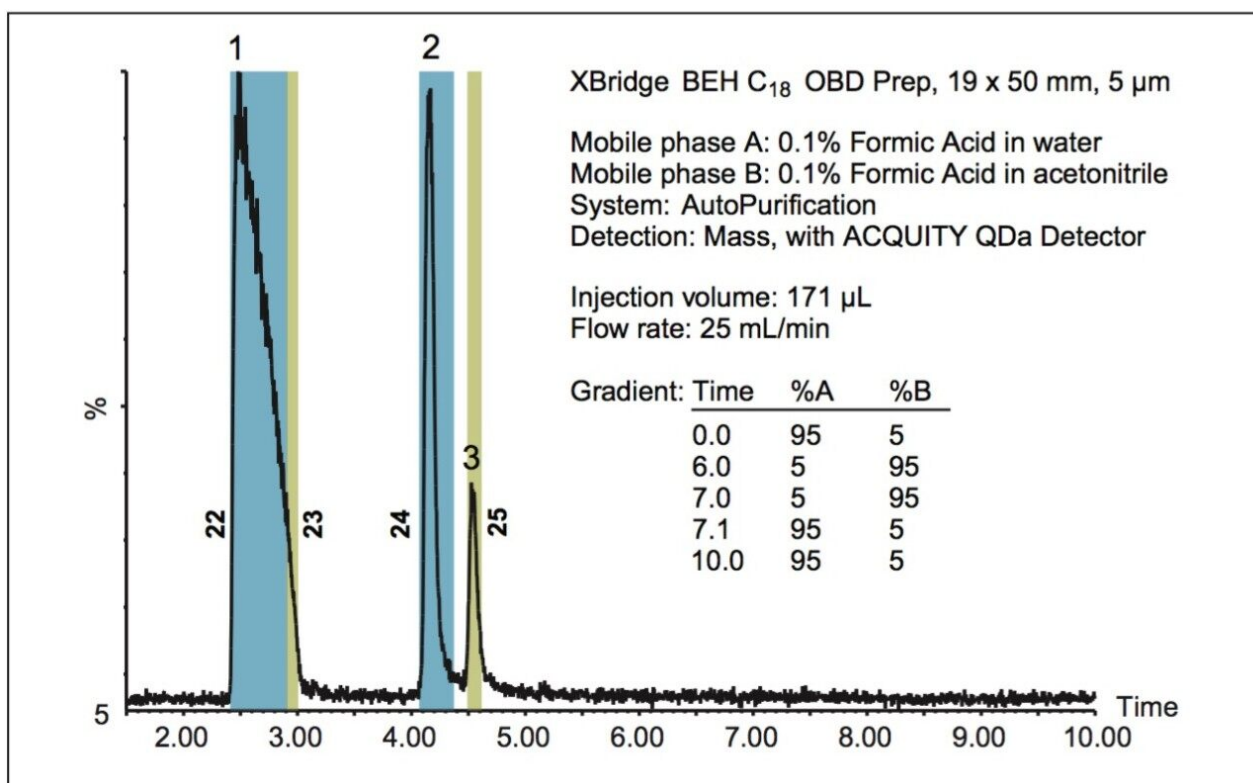 1
2
XBridge BEH C18 OBD Prep, 19 x 50 mm, 5 µm
Mobile phase A: 0.1% Formic Acid in water
Mobile phase B: 0.1% Formic Acid in acetonitrile
System: AutoPurification
Detection: Mass, with ACQUITY QDa Detector
Injection volume: 171 µL
Flow rate: 25 mL/min
Gradient: Time %A %B
0.0 95 5
6.0 5 95
7.0 5 95
7.1 95 5
10.0 95 5
%
3
22 23 24 25
5
Time
2.00 3.00 4.00 5.00 6.00 7.00 8.00 9.00 10.00